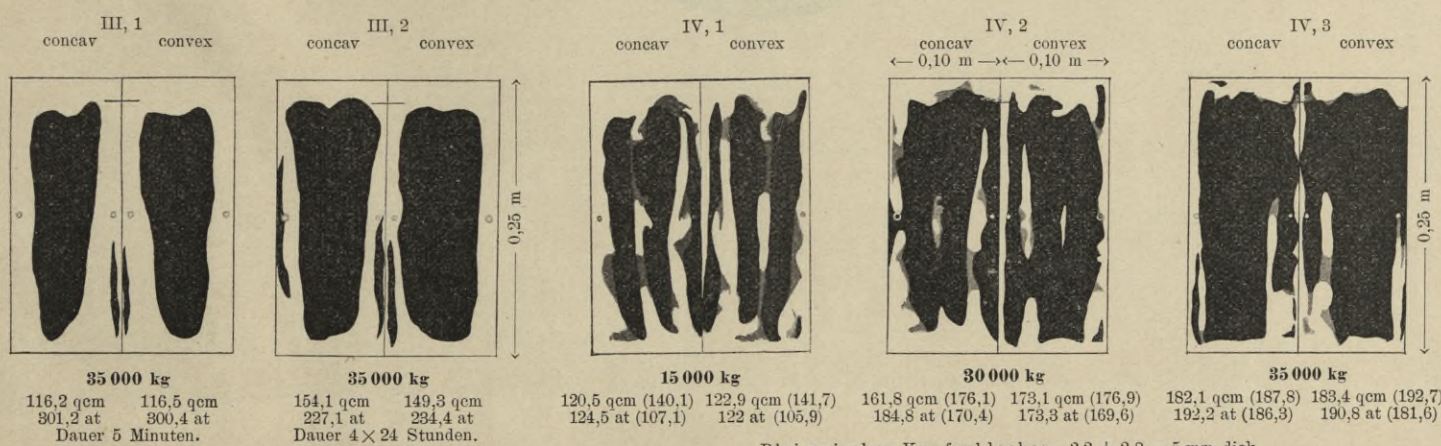 III, 1
concav convex
III, 2
concav convex
IV, 1
concav convex
IV, 2
concav convex
← 0,10 m →← 0,10 m →
IV, 3
concav convex
0,25 m
0,25 m
35 000 kg
116,2 qcm 116,5 qcm
301,2 at 300,4 at
Dauer 5 Minuten.
35 000 kg
154,1 qcm 149,3 qcm
227,1 at 234,4 at
Dauer 4×24 Stunden.
15 000 kg
120,5 qcm (140,1) 122,9 qcm (141,7)
124,5 at (107,1) 122 at (105,9)
30 000 kg
161,8 qcm (176,1) 173,1 qcm (176,9)
184,8 at (170,4) 173,3 at (169,6)
35 000 kg
182,1 qcm (187,8) 183,4 qcm (192,7)
192,2 at (186,3) 190,8 at (181,6)